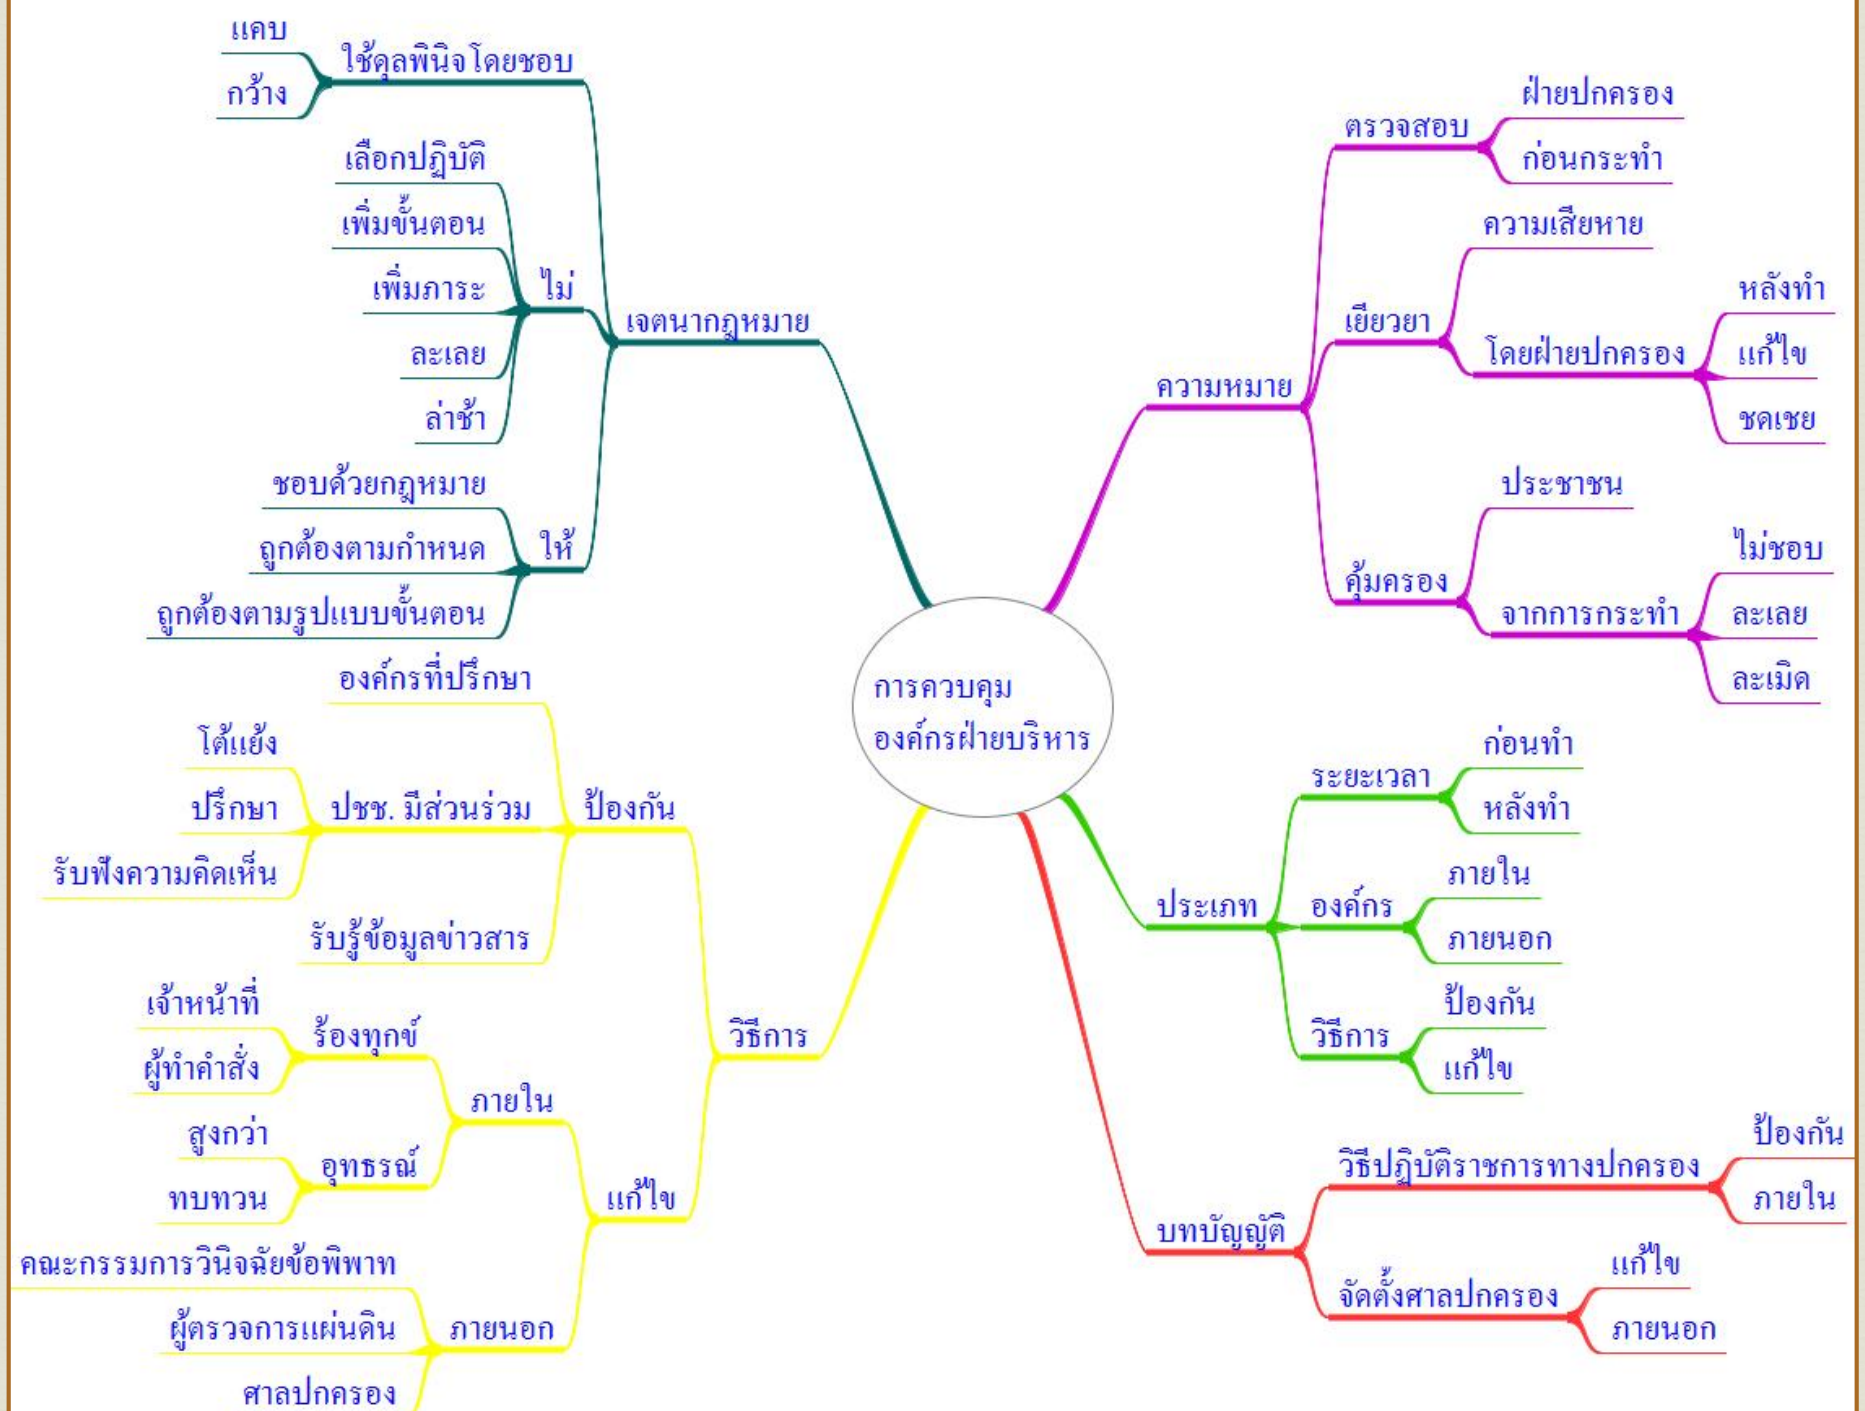 การควบคุม
องค์กรฝ่ายบริหาร
ความหมาย
ตรวจสอบ
ฝ่ายปกครอง
ก่อนกระทำ
เยียวยา
ความเสียหาย
โดยฝ่ายปกครอง
หลังทำ
แก้ไข
ชดเชย
คุ้มครอง
ประชาชน
จากการกระทำ
ไม่ชอบ
ละเลย
ละเมิด
ประเภท
ระยะเวลา
ก่อนทำ
หลังทำ
องค์กร
ภายใน
ภายนอก
วิธีการ
ป้องกัน
แก้ไข
บทบัญญัติ
วิธีปฏิบัติราชการทางปกครอง
ป้องกัน
ภายใน
จัดตั้งศาลปกครอง
แก้ไข
ภายนอก
เจตนากฎหมาย
ใช้ดุลพินิจโดยชอบ
แคบ
กว้าง
ไม่
เลือกปฏิบัติ
เพิ่มขั้นตอน
เพิ่มภาระ
ละเลย
ล่าช้า
ให้
ชอบด้วยกฎหมาย
ถูกต้องตามกำหนด
ถูกต้องตามรูปแบบขั้นตอน
วิธีการ
ป้องกัน
องค์กรที่ปรึกษา
ปชช. มีส่วนร่วม
โต้แย้ง
ปรึกษา
รับฟังความคิดเห็น
รับรู้ข้อมูลข่าวสาร
แก้ไข
ภายใน
ร้องทุกข์
เจ้าหน้าที่
ผู้ทำคำสั่ง
อุทธรณ์
สูงกว่า
ทบทวน
ภายนอก
คณะกรรมการวินิจฉัยข้อพิพาท
ผู้ตรวจการแผ่นดิน
ศาลปกครอง